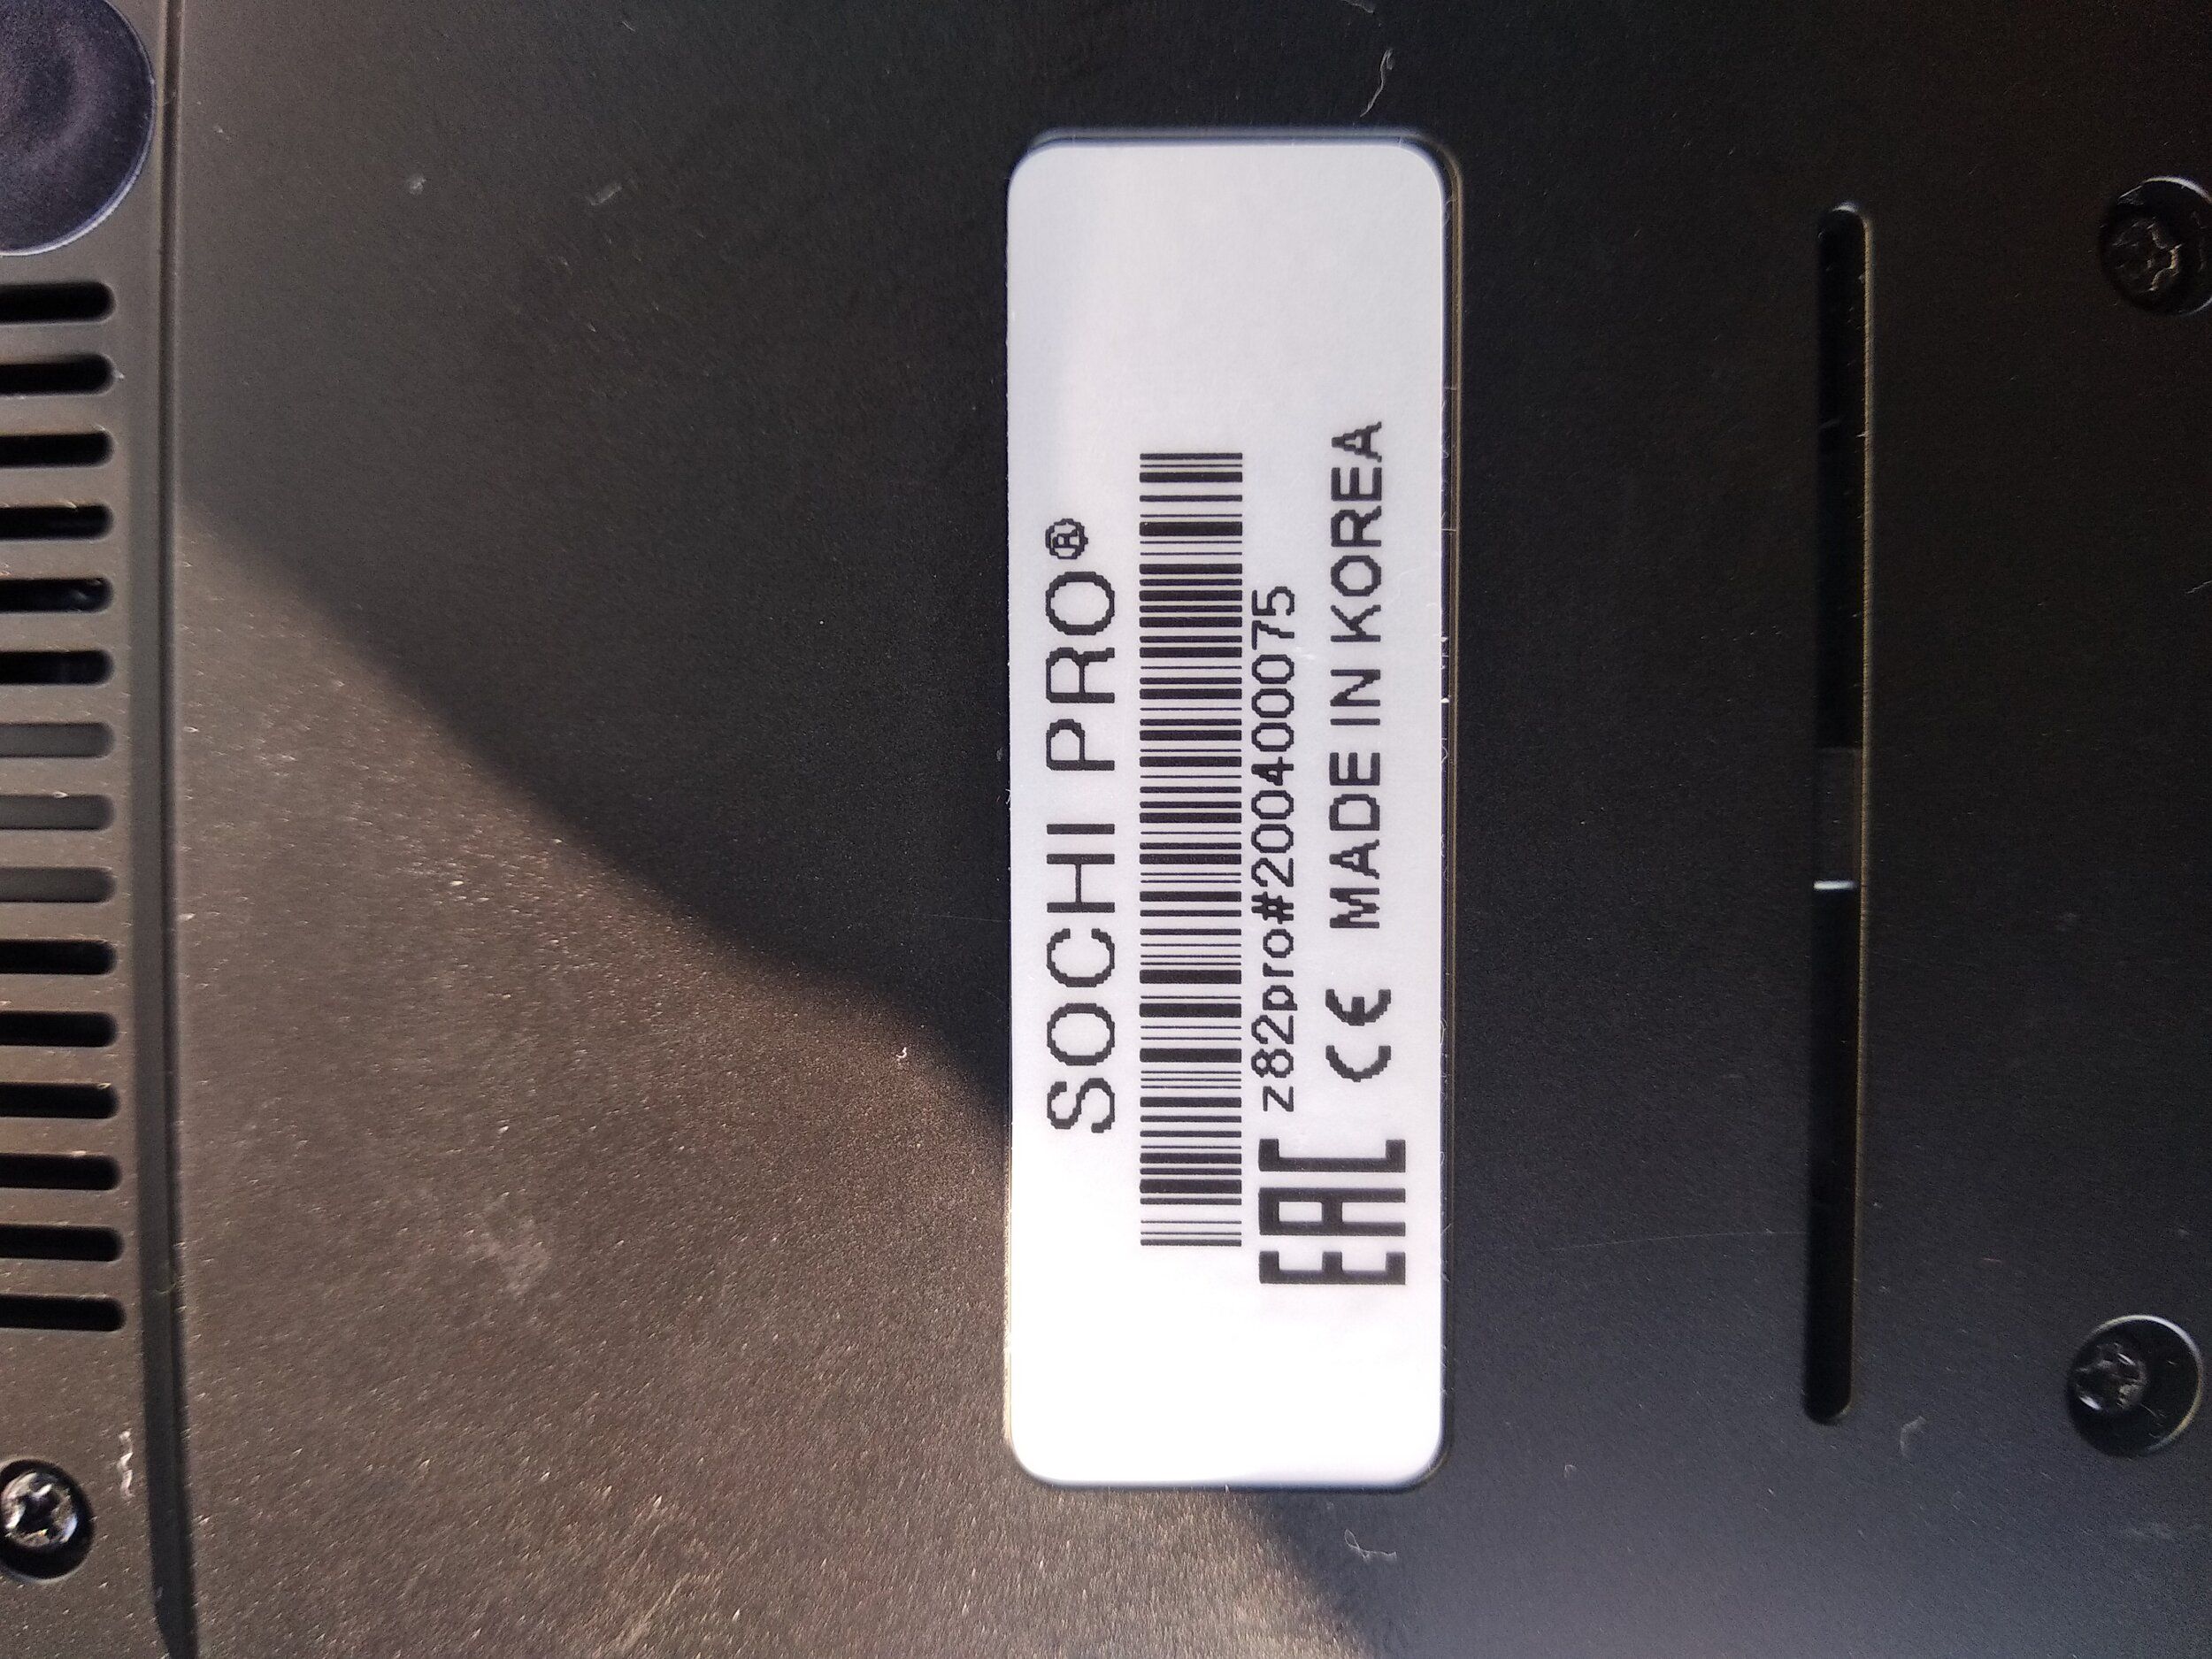 SOCHI PRO®
z82pro#200400075
EAC CE MADE IN KOREA